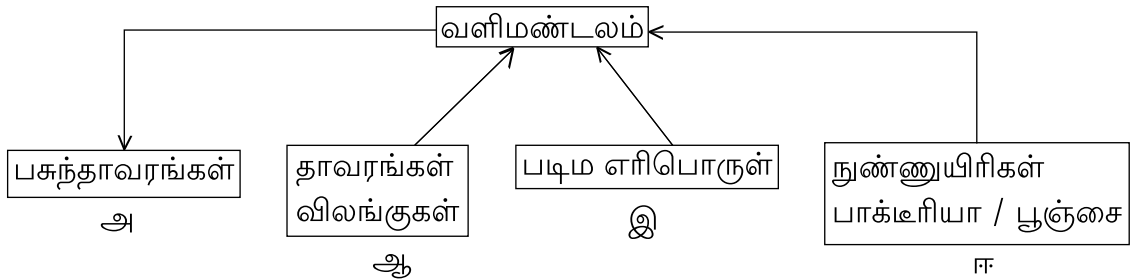 வளிமண்டலம்
பசுந்தாவரங்கள்
அ
தாவரங்கள்
விலங்குகள்
ஆ
படிம எரிபொருள்
இ
நுண்ணுயிரிகள்
பாக்டீரியா / பூஞ்சை
ஈ